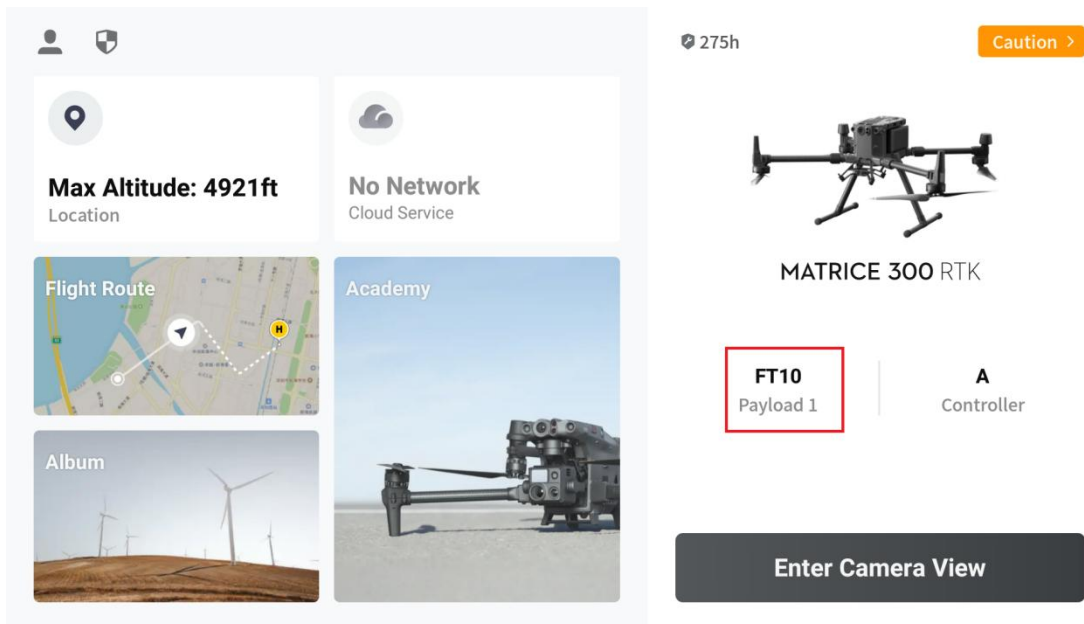 Max Altitude: 4921ft
Location
No Network
Cloud Service
Flight Route
H
Album
Academy
275h
Caution >
MATRICE 300 RTK
FT10
Payload 1
A
Controller
Enter Camera View